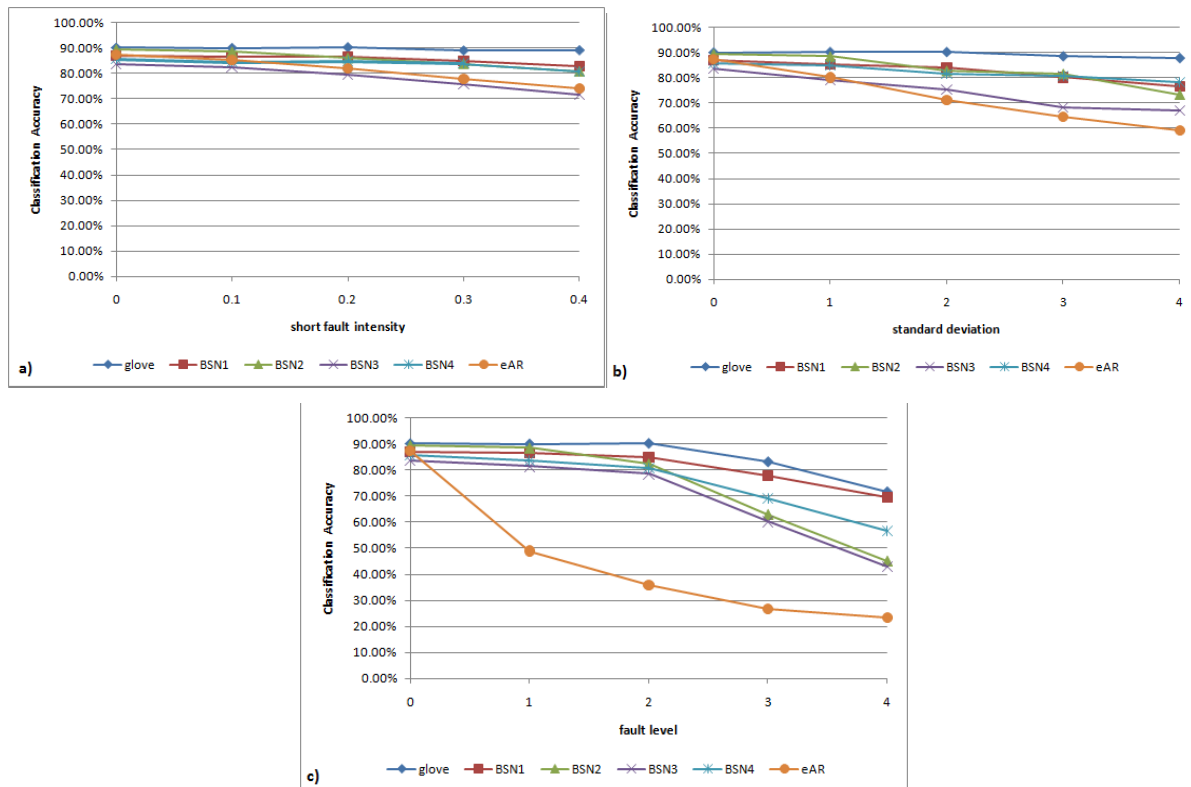 100.00%
90.00%
80.00%
70.00%
60.00%
50.00%
40.00%
30.00%
20.00%
10.00%
0.00%
Classification Accuracy
0 0.1 0.2 0.3 0.4
short fault intensity
glove BSN1 BSN2 BSN3 BSN4 eAR
a)
100.00%
90.00%
80.00%
70.00%
60.00%
50.00%
40.00%
30.00%
20.00%
10.00%
0.00%
Classification Accuracy
0 1 2 3 4
standard deviation
glove BSN1 BSN2 BSN3 BSN4 eAR
b)
100.00%
90.00%
80.00%
70.00%
60.00%
50.00%
40.00%
30.00%
20.00%
10.00%
0.00%
Classification Accuracy
0 1 2 3 4
fault level
glove BSN1 BSN2 BSN3 BSN4 eAR
c)